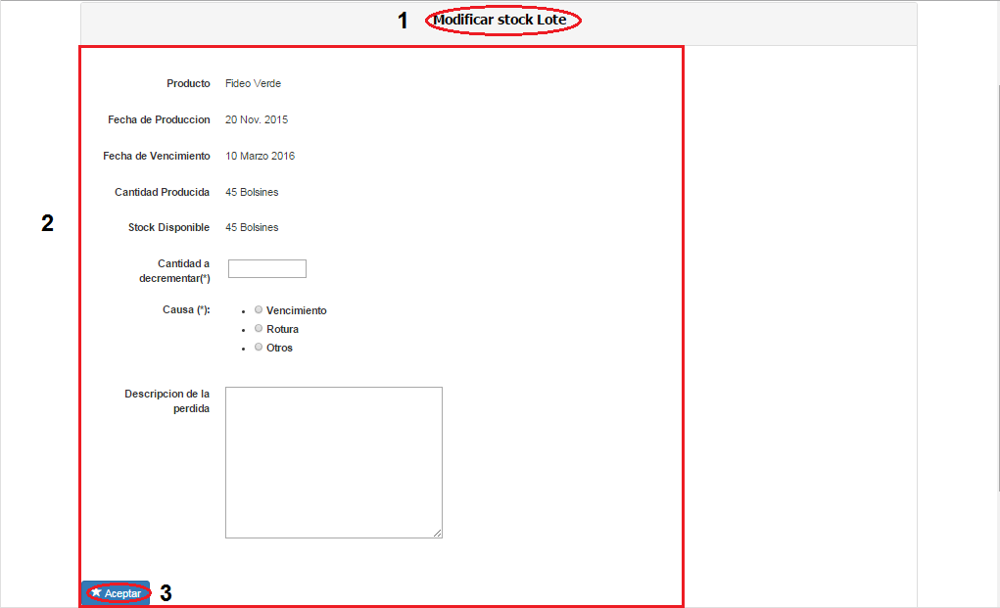 1 Modificar stock Lote
Producto Fideo Verde
Fecha de Produccion 20 Nov. 2015
Fecha de Vencimiento 10 Marzo 2016
Cantidad Producida 45 Bolsines
2
Stock Disponible 45 Bolsines
Cantidad a
decrementar(*)
Causa (*):
Vencimiento
Rotura
Otros
Descripcion de la
perdida
Aceptar 3